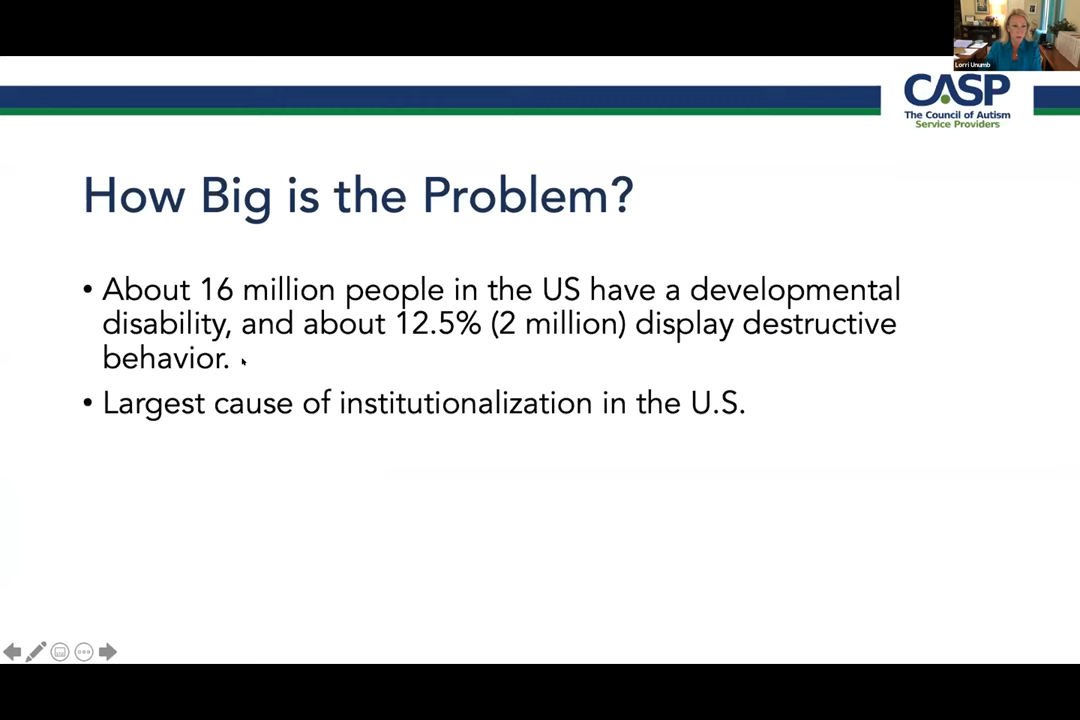 Lorri Unumb
CASP
The Council of Autism
Service Providers
How Big is the Problem?
• About 16 million people in the US have a developmental
disability, and about 12.5% (2 million) display destructive
behavior.
• Largest cause of institutionalization in the U.S.